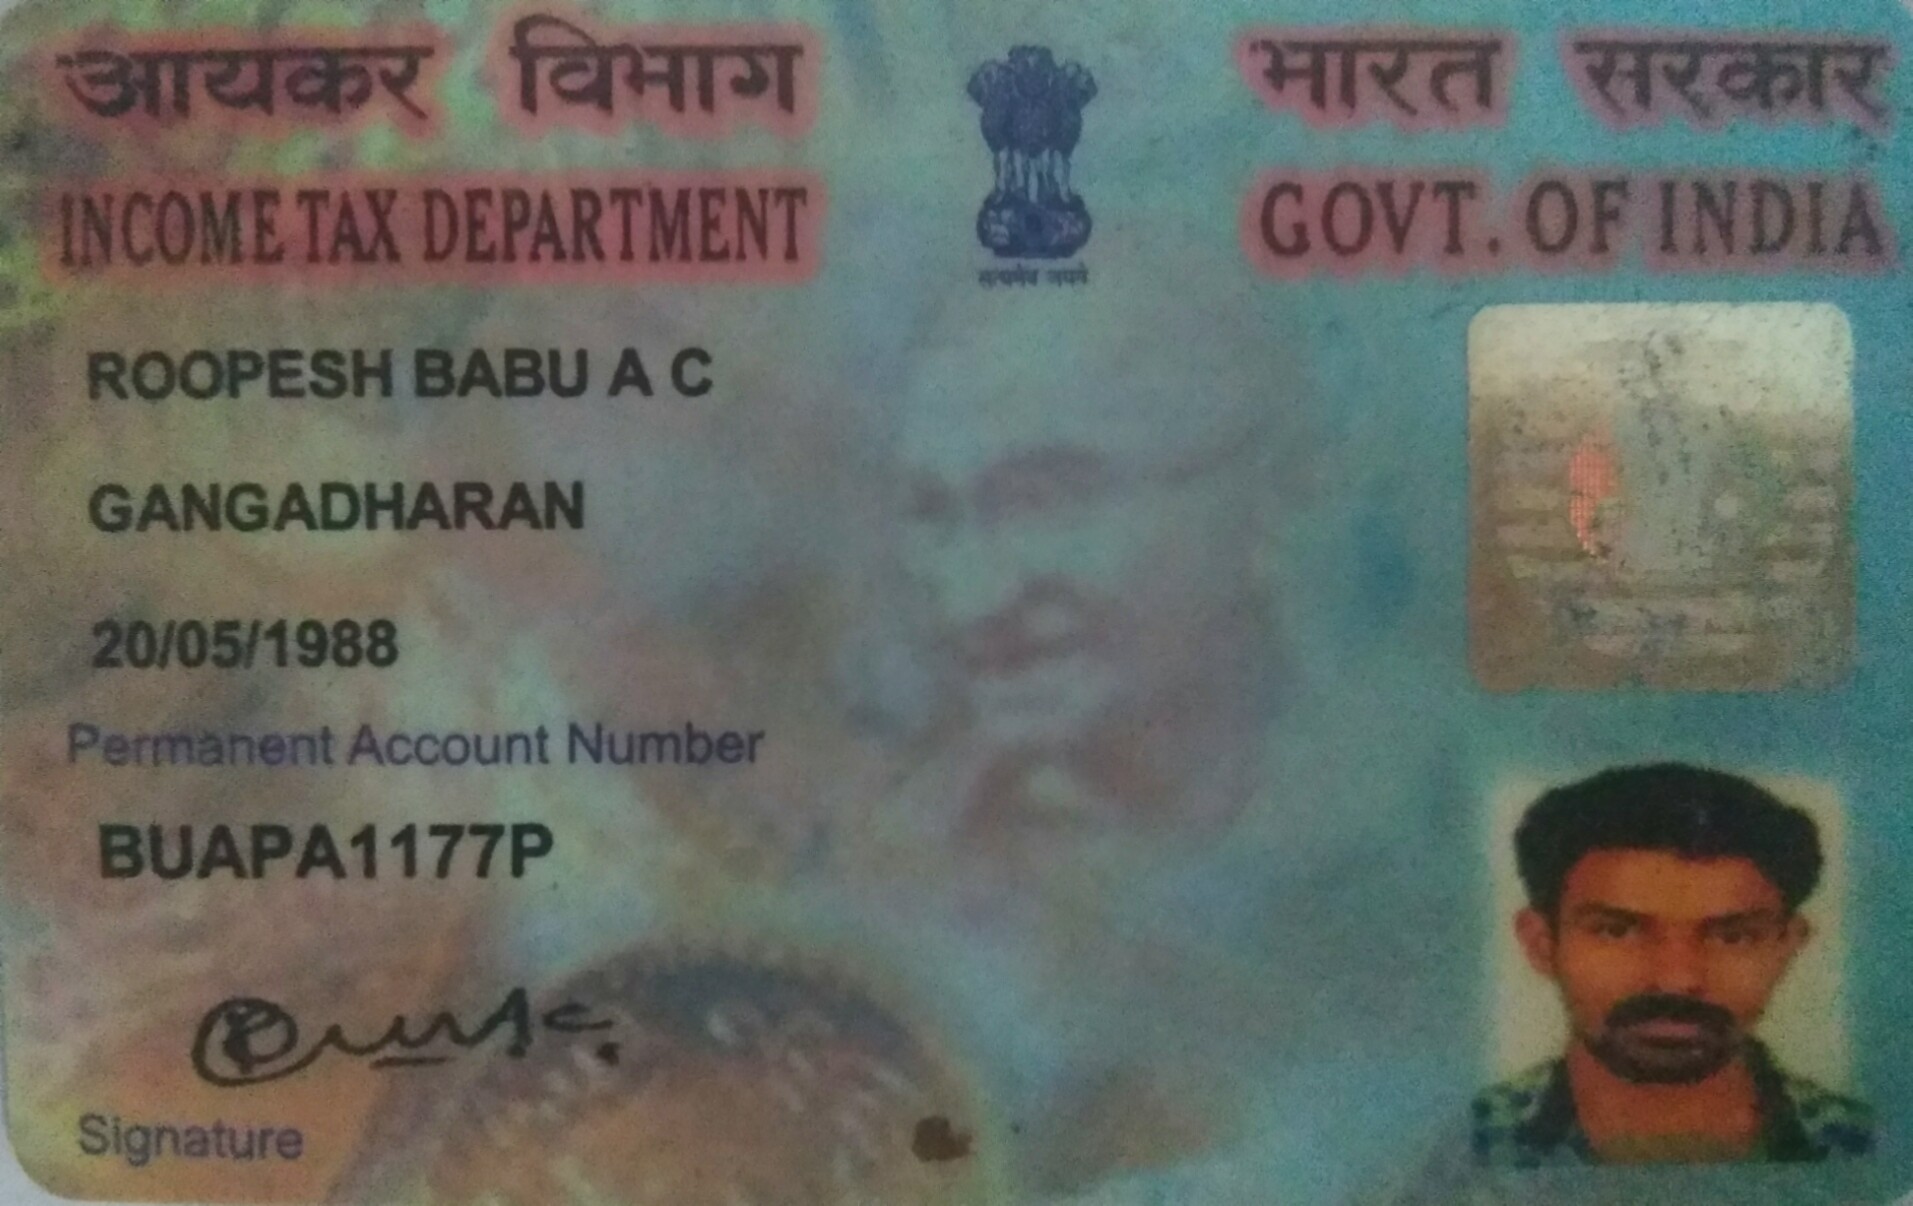 आयकर विभाग
INCOME TAX DEPARTMENT
सत्यमेव जयते
भारत सरकार
GOVT. OF INDIA
ROOPESH BABU A C
GANGADHARAN
20/05/1988
Permanent Account Number
BUAPA1177P
Signature